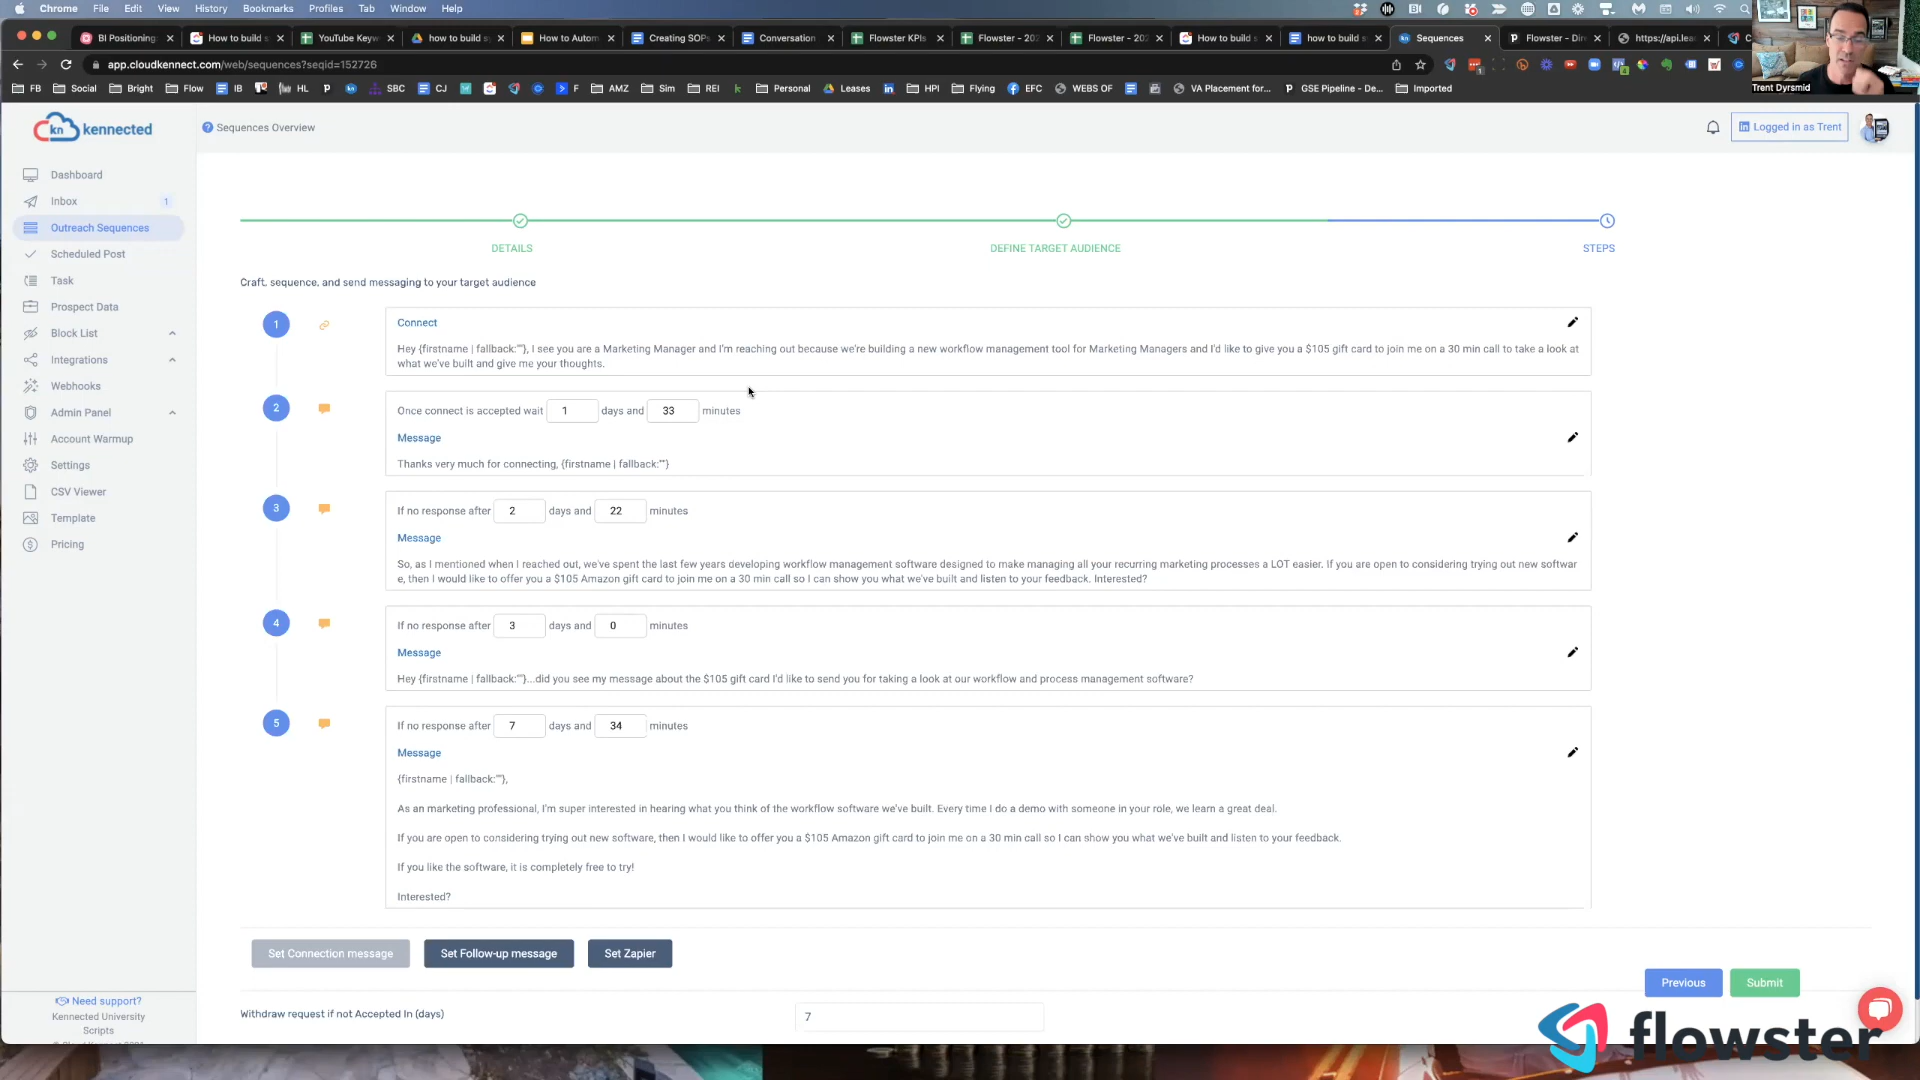 Chrome File Edit View History Bookmarks Profiles Tab Window Help
BI Positioning: How to build s YouTube Keyw how to build sy How to Autom Creating SOPs Conversation Flowster KPIs Flowster - 202 Flowster - 202 How to build s how to build sy Sequences Flowster - Dire https://api.lea
app.cloudkennect.com/web/sequences?seqid=152726
FB Social Bright Flow IB HL SBC CJ F AMZ Sim REI Personal Leases HPI Flying EFC WEBS OF VA Placement for... GSE Pipeline - De... Imported
Trent Dyrsmid
kn kennected
Sequences Overview
Logged in as Trent
Dashboard
Inbox 1
Outreach Sequences
Scheduled Post
Task
Prospect Data
Block List
Integrations
Webhooks
Admin Panel
Account Warmup
Settings
CSV Viewer
Template
Pricing
Need support?
Kennected University
Scripts
DETAILS
DEFINE TARGET AUDIENCE
STEPS
Craft, sequence, and send messaging to your target audience
1
Connect
Hey {firstname | fallback:""}, I see you are a Marketing Manager and I'm reaching out because we're building a new workflow management tool for Marketing Managers and I'd like to give you a $105 gift card to join me on a 30 min call to take a look at
what we've built and give me your thoughts.
2
Once connect is accepted wait 1 days and 33 minutes
Message
Thanks very much for connecting, {firstname | fallback:""}
3
If no response after 2 days and 22 minutes
Message
So, as I mentioned when I reached out, we've spent the last few years developing workflow management software designed to make managing all your recurring marketing processes a LOT easier. If you are open to considering trying out new softwar
e, then I would like to offer you a $105 Amazon gift card to join me on a 30 min call so I can show you what we've built and listen to your feedback. Interested?
4
If no response after 3 days and 0 minutes
Message
Hey {firstname | fallback:""}...did you see my message about the $105 gift card I'd like to send you for taking a look at our workflow and process management software?
5
If no response after 7 days and 34 minutes
Message
{firstname | fallback:""},
As an marketing professional, I'm super interested in hearing what you think of the workflow software we've built. Every time I do a demo with someone in your role, we learn a great deal.
If you are open to considering trying out new software, then I would like to offer you a $105 Amazon gift card to join me on a 30 min call so I can show you what we've built and listen to your feedback.
If you like the software, it is completely free to try!
Interested?
Set Connection message
Set Follow-up message
Set Zapier
Previous
Submit
Withdraw request if not Accepted In (days)
7
flowster